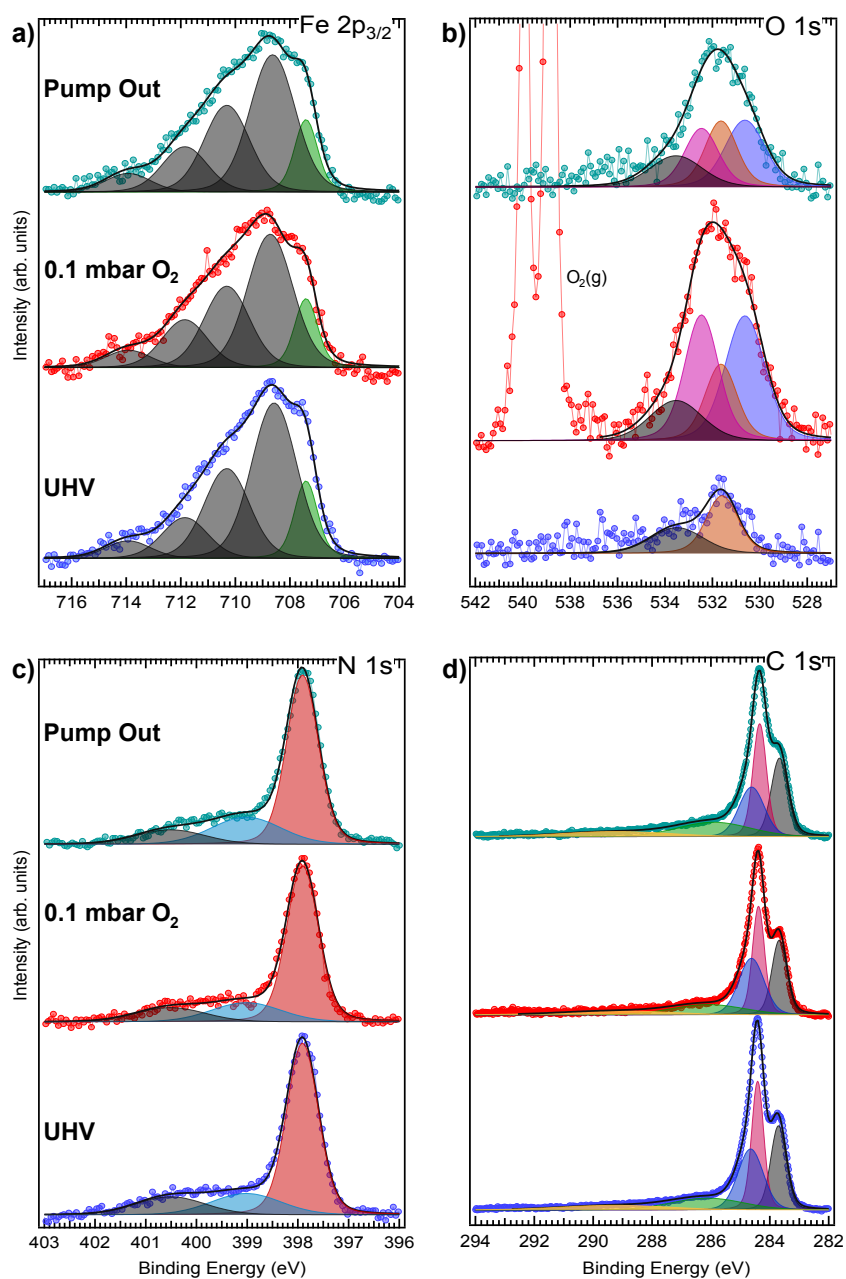 a) Fe 2p3/2
Pump Out
0.1 mbar O2
UHV
Intensity (arb. units)
716 714 712 710 708 706 704
b) O 1s
O2(g)
542 540 538 536 534 532 530 528
c) N 1s
Pump Out
0.1 mbar O2
UHV
Intensity (arb. units)
403 402 401 400 399 398 397 396
Binding Energy (eV)
d) C 1s
294 292 290 288 286 284 282
Binding Energy (eV)